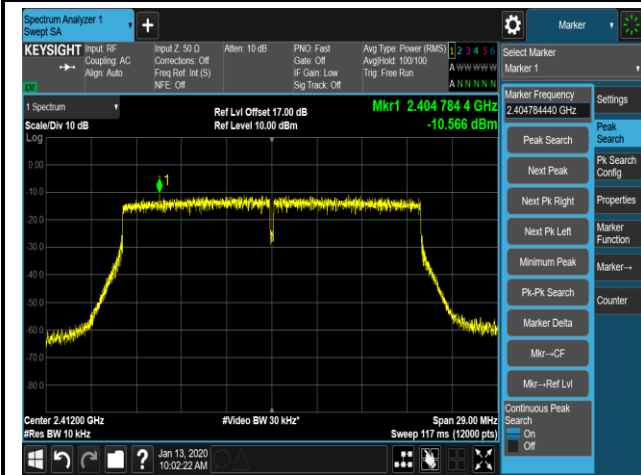 Spectrum Analyzer 1
Swept SA
+
Marker
KEYSIGHT
Input: RF
Coupling: AC
Align: Auto
Input Z: 50 Ω
Corrections: Off
Freq Ref: Int (S)
NFE: Off
Atten: 10 dB
PNO: Fast
Gate: Off
IF Gain: Low
Sig Track: Off
Avg Type: Power (RMS)
Avg|Hold: 100/100
Trig: Free Run
1 2 3 4 5 6
A W W W W W
A N N N N N
Select Marker
Marker 1
1 Spectrum
Scale/Div 10 dB
Log
Ref Lvl Offset 17.00 dB
Ref Level 10.00 dBm
Mkr1 2.404 784 4 GHz
-10.566 dBm
0.00
-10.0
-20.0
-30.0
-40.0
-50.0
-60.0
-70.0
-80.0
1
Center 2.41200 GHz
#Res BW 10 kHz
#Video BW 30 kHz*
Span 29.00 MHz
Sweep 117 ms (12000 pts)
Marker Frequency
2.404784440 GHz
Peak Search
Next Peak
Next Pk Right
Next Pk Left
Minimum Peak
Pk-Pk Search
Marker Delta
Mkr→CF
Mkr→Ref Lvl
Continuous Peak
Search
On
Off
Settings
Peak
Search
Pk Search
Config
Properties
Marker
Function
Marker→
Counter
?
Jan 13, 2020
10:02:22 AM